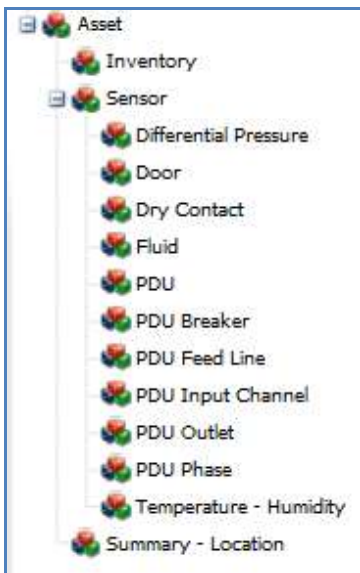 Asset
Inventory
Sensor
Differential Pressure
Door
Dry Contact
Fluid
PDU
PDU Breaker
PDU Feed Line
PDU Input Channel
PDU Outlet
PDU Phase
Temperature - Humidity
Summary - Location